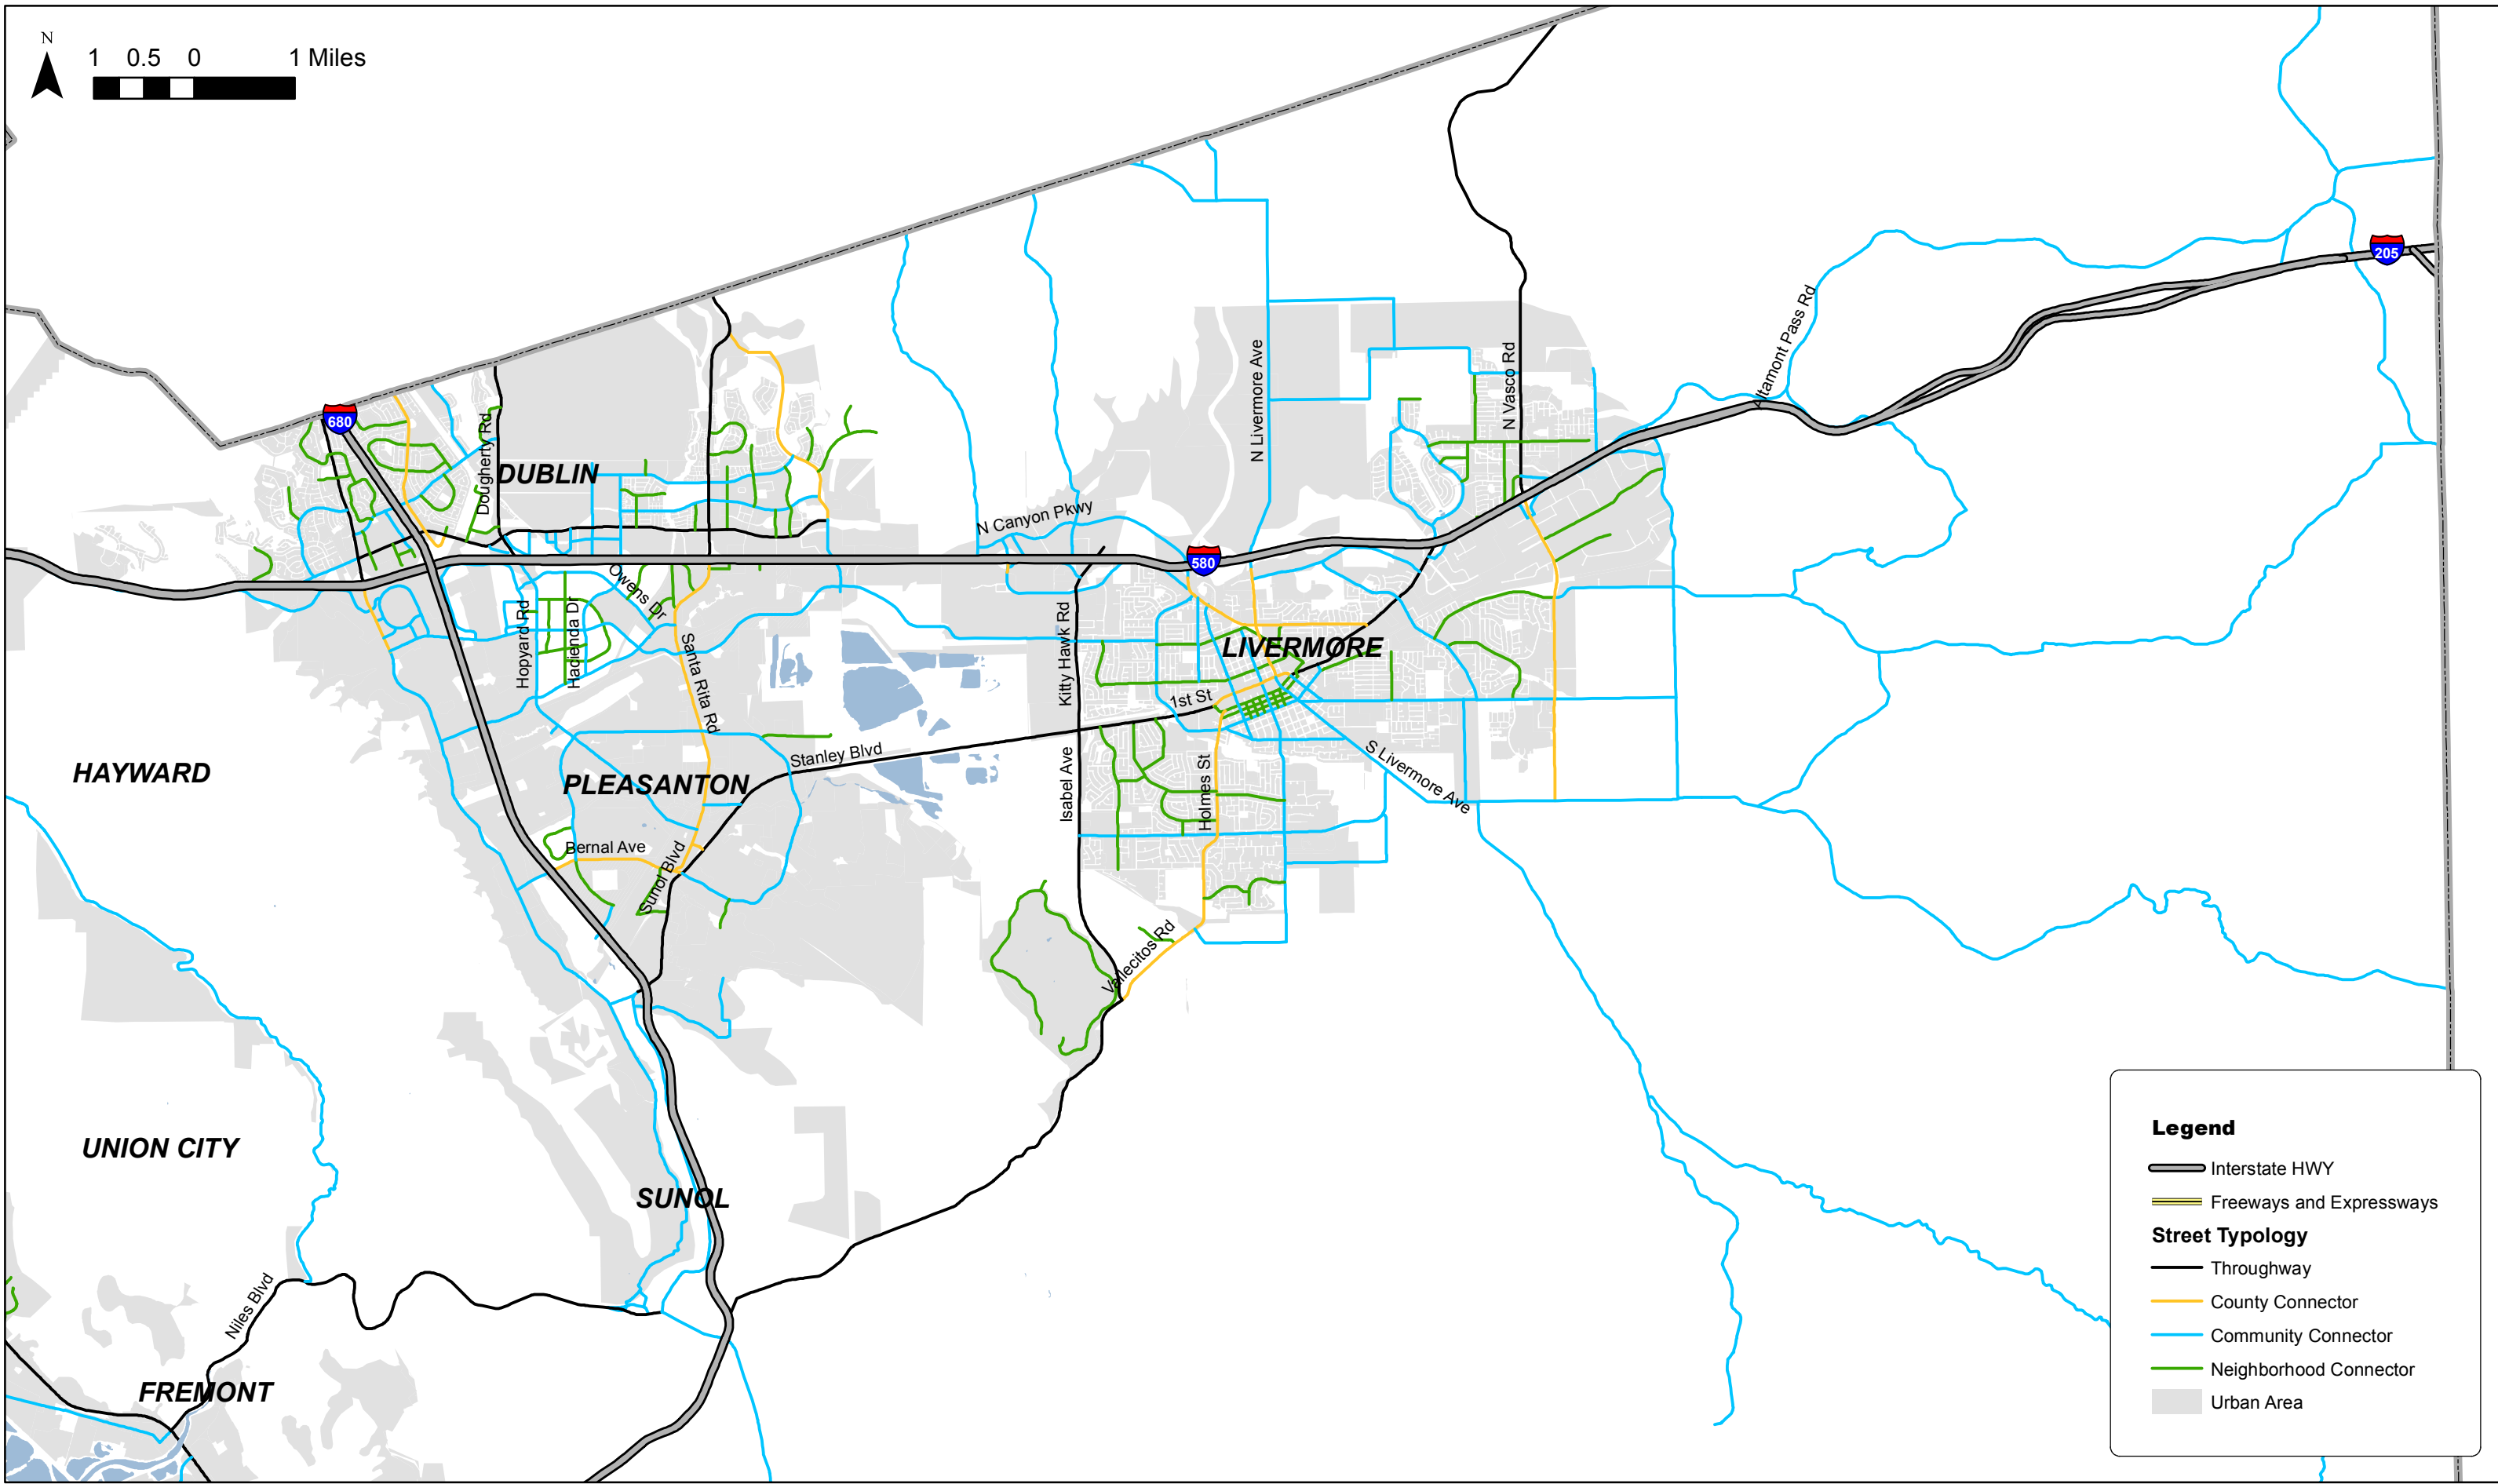 N
1 0.5 0 1 Miles
205
680
580
N Livermore Ave
N Vasco Rd
Altamont Pass Rd
Dougherty Rd
DUBLIN
N Canyon Pkwy
Owens Dr
Hopyard Rd
Hacienda Dr
Santa Rita Rd
Kitty Hawk Rd
LIVERMORE
1st St
HAYWARD
PLEASANTON
Stanley Blvd
Isabel Ave
Holmes St
S Livermore Ave
Bernal Ave
Sunol Blvd
Vallecitos Rd
UNION CITY
SUNOL
Niles Blvd
FREMONT
Legend
Interstate HWY
Freeways and Expressways
Street Typology
Throughway
County Connector
Community Connector
Neighborhood Connector
Urban Area